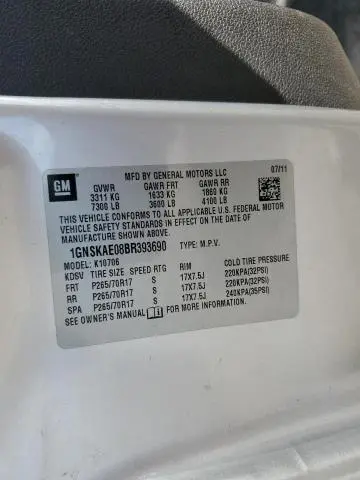 MFD BY GENERAL MOTORS LLC 07/11
GM GVWR GAWR FRT GAWR RR
3311 KG 1633 KG 1860 KG
7300 LB 3600 LB 4100 LB
THIS VEHICLE CONFORMS TO ALL APPLICABLE U.S. FEDERAL MOTOR
VEHICLE SAFETY STANDARDS IN EFFECT ON THE DATE OF
MANUFACTURE SHOWN ABOVE.
1GNSKAE08BR393690 TYPE: M.P.V.
MODEL: K10706
KDSV TIRE SIZE SPEED RTG RIM COLD TIRE PRESSURE
FRT P265/70R17 S 17X7.5J 220KPA(32PSI)
RR P265/70R17 S 17X7.5J 220KPA(32PSI)
SPA P265/70R17 S 17X7.5J 240KPA(35PSI)
SEE OWNER'S MANUAL FOR MORE INFORMATION.